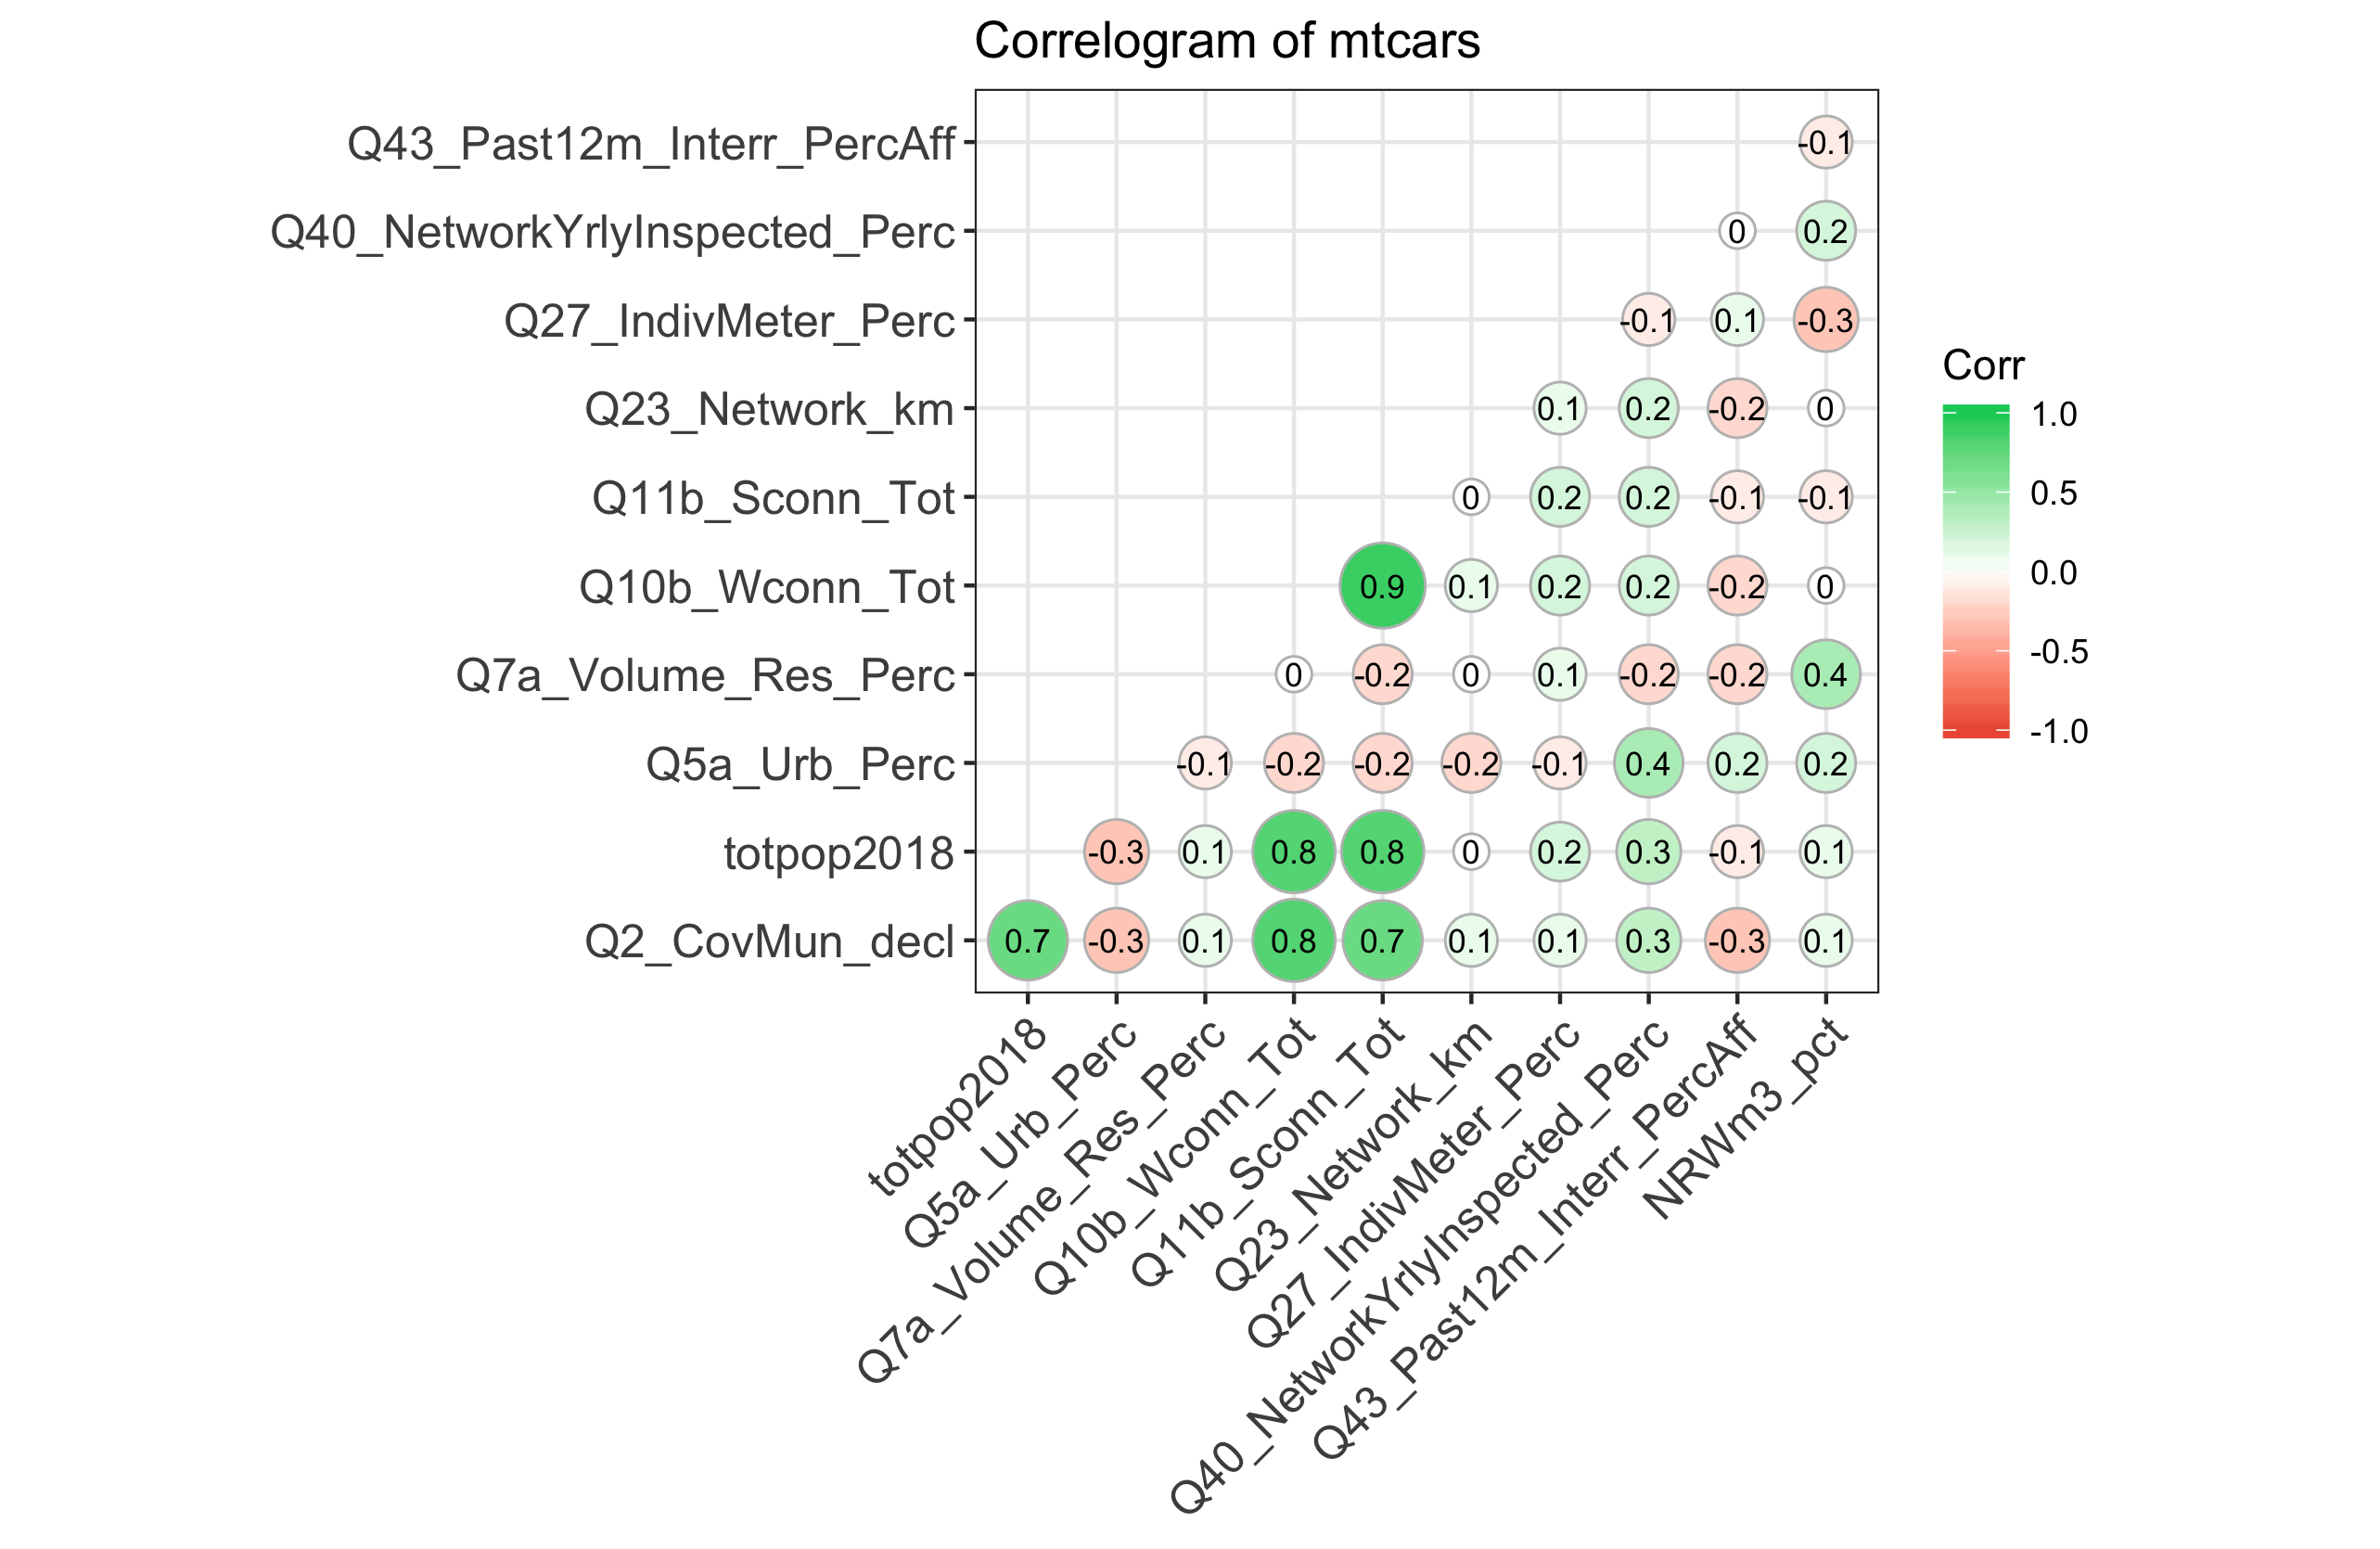 Correlogram of mtcars
Q43_Past12m_Interr_PercAff -0.1
Q40_NetworkYrlyInspected_Perc 0 0.2
Q27_IndivMeter_Perc -0.1 0.1 -0.3
Q23_Network_km 0.1 0.2 -0.2 0
Q11b_Sconn_Tot 0 0.2 0.2 -0.1 -0.1
Q10b_Wconn_Tot 0.9 0.1 0.2 0.2 -0.2 0
Q7a_Volume_Res_Perc 0 -0.2 0 0.1 -0.2 -0.2 0.4
Q5a_Urb_Perc -0.1 -0.2 -0.2 -0.2 -0.1 0.4 0.2 0.2
totpop2018 -0.3 0.1 0.8 0.8 0 0.2 0.3 -0.1 0.1
Q2_CovMun_decl 0.7 -0.3 0.1 0.8 0.7 0.1 0.1 0.3 -0.3 0.1
totpop2018
Q5a_Urb_Perc
Q7a_Volume_Res_Perc
Q10b_Wconn_Tot
Q11b_Sconn_Tot
Q23_Network_km
Q27_IndivMeter_Perc
Q40_NetworkYrlyInspected_Perc
Q43_Past12m_Interr_PercAff
NRWm3_pct
Corr
1.0
0.5
0.0
-0.5
-1.0